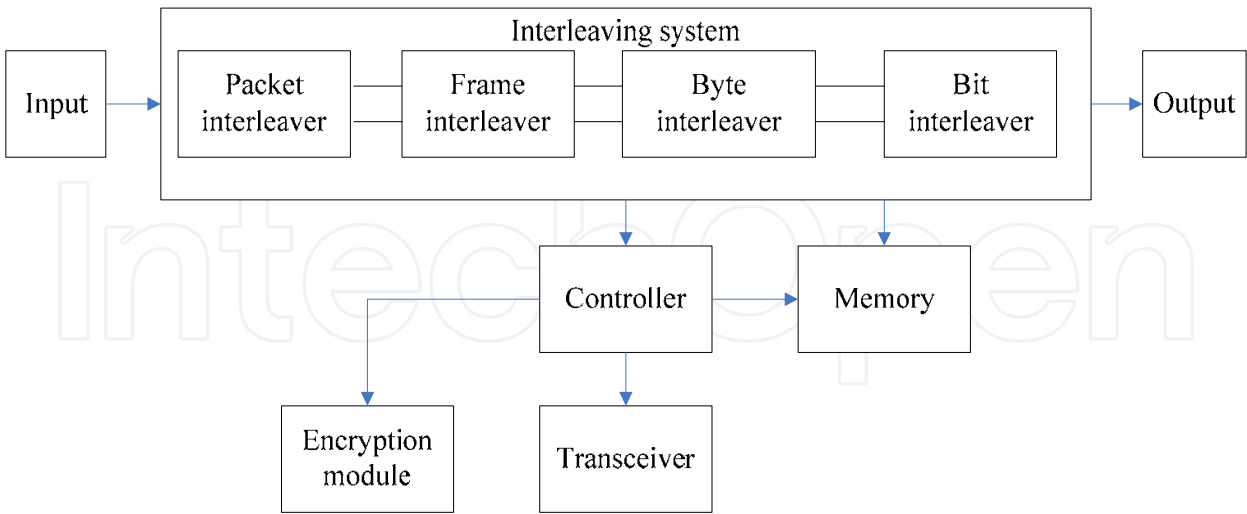 Interleaving system
Input
Packet
interleaver
Frame
interleaver
Byte
interleaver
Bit
interleaver
Output
Controller
Memory
Encryption
module
Transceiver
IntechOpen